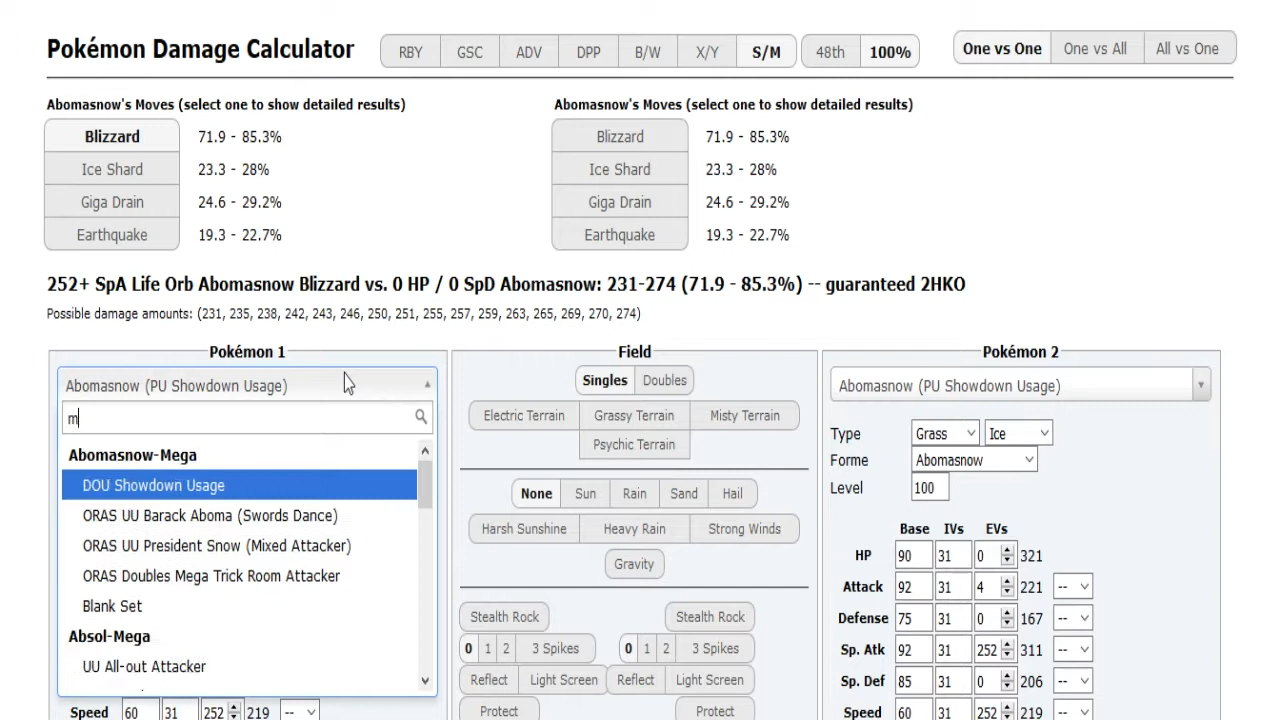 Pokémon Damage Calculator
RBY GSC ADV DPP B/W X/Y S/M 48th 100% One vs One One vs All All vs One
Abomasnow's Moves (select one to show detailed results)
Blizzard 71.9 - 85.3%
Ice Shard 23.3 - 28%
Giga Drain 24.6 - 29.2%
Earthquake 19.3 - 22.7%
Abomasnow's Moves (select one to show detailed results)
Blizzard 71.9 - 85.3%
Ice Shard 23.3 - 28%
Giga Drain 24.6 - 29.2%
Earthquake 19.3 - 22.7%
252+ SpA Life Orb Abomasnow Blizzard vs. 0 HP / 0 SpD Abomasnow: 231-274 (71.9 - 85.3%) -- guaranteed 2HKO
Possible damage amounts: (231, 235, 238, 242, 243, 246, 250, 251, 255, 257, 259, 263, 265, 269, 270, 274)
Pokémon 1
Abomasnow (PU Showdown Usage)
m
Abomasnow-Mega
DOU Showdown Usage
ORAS UU Barack Aboma (Swords Dance)
ORAS UU President Snow (Mixed Attacker)
ORAS Doubles Mega Trick Room Attacker
Blank Set
Absol-Mega
UU All-out Attacker
Speed 60 31 252 219 --
Field
Singles Doubles
Electric Terrain Grassy Terrain Misty Terrain
Psychic Terrain
None Sun Rain Sand Hail
Harsh Sunshine Heavy Rain Strong Winds
Gravity
Stealth Rock Stealth Rock
0 1 2 3 Spikes 0 1 2 3 Spikes
Reflect Light Screen Reflect Light Screen
Protect Protect
Pokémon 2
Abomasnow (PU Showdown Usage)
Type Grass Ice
Forme Abomasnow
Level 100
Base IVs EVs
HP 90 31 0 321
Attack 92 31 4 221 --
Defense 75 31 0 167 --
Sp. Atk 92 31 252 311 --
Sp. Def 85 31 0 206 --
Speed 60 31 252 219 --